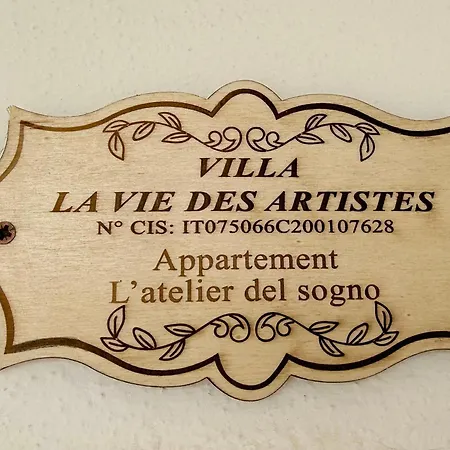 VILLA
LA VIE DES ARTISTES
N° CIS: IT075066C200107628
Appartement
L'atelier del sogno